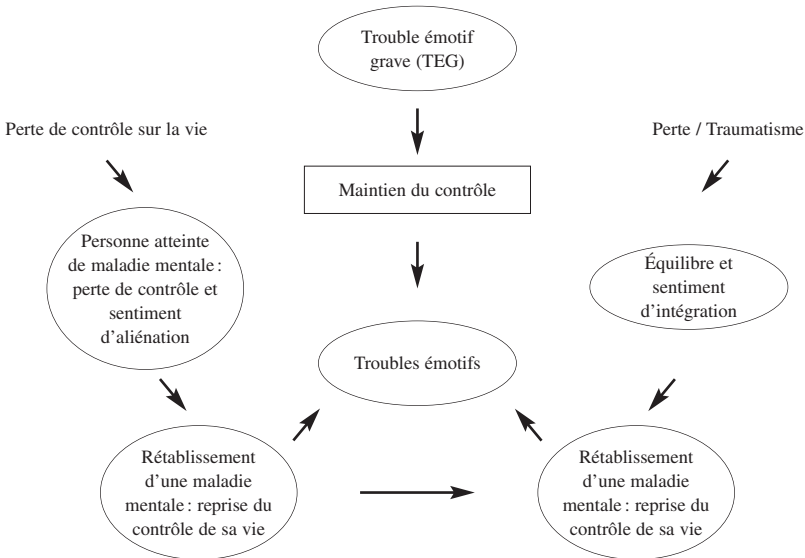 Trouble émotif
grave (TEG)
Perte de contrôle sur la vie
Perte / Traumatisme
Maintien du contrôle
Personne atteinte
de maladie mentale :
perte de contrôle et
sentiment
d'aliénation
Équilibre et
sentiment
d'intégration
Troubles émotifs
Rétablissement
d'une maladie
mentale : reprise du
contrôle de sa vie
Rétablissement
d'une maladie
mentale : reprise du
contrôle de sa vie